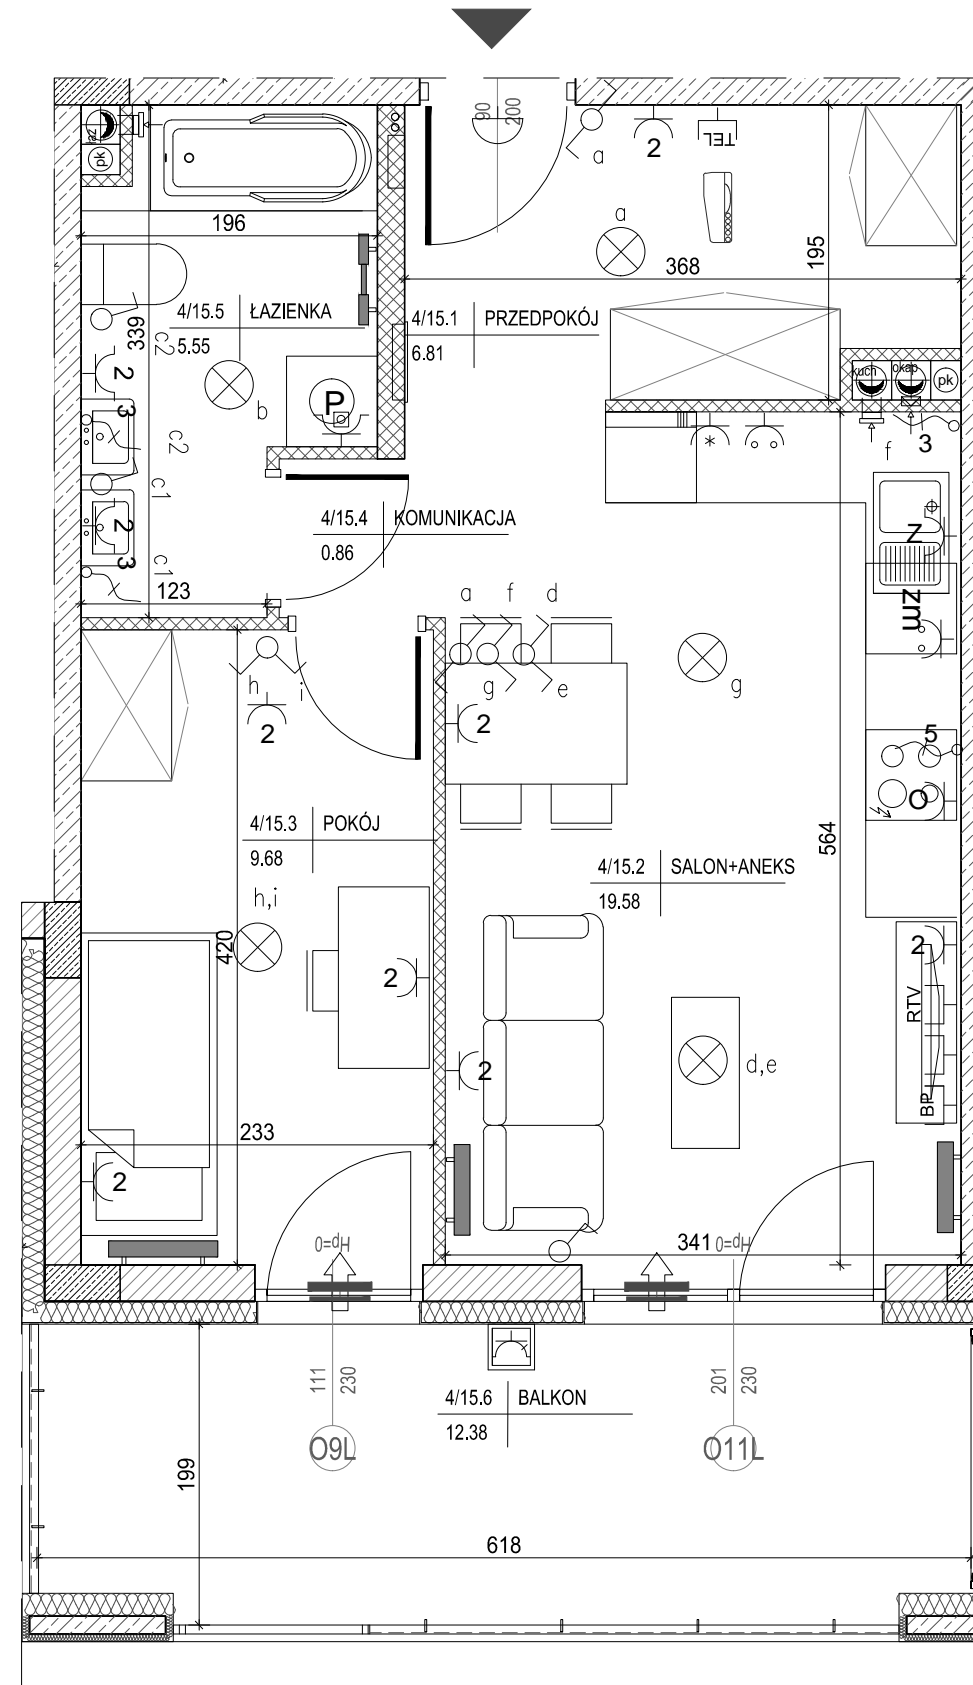 90
200
a
2
TEL
łaz
pk
196
a
368
195
4/15.5 ŁAZIENKA
5.55
4/15.1 PRZEDPOKÓJ
6.81
339
c2
2
b
P
kuch
okap
pk
3
c2
*
3
f
c1
4/15.4 KOMUNIKACJA
0.86
2
3
c1
Z
zm
123
a f d
g e
g
h i
2
2
5
O
4/15.3 POKÓJ
9.68
564
4/15.2 SALON+ANEKS
19.58
h,i
420
2
2
RTV
2
d,e
BP
233
2
Hp=0
341
Hp=0
111
230
201
230
4/15.6 BALKON
12.38
O9L
O11L
199
618